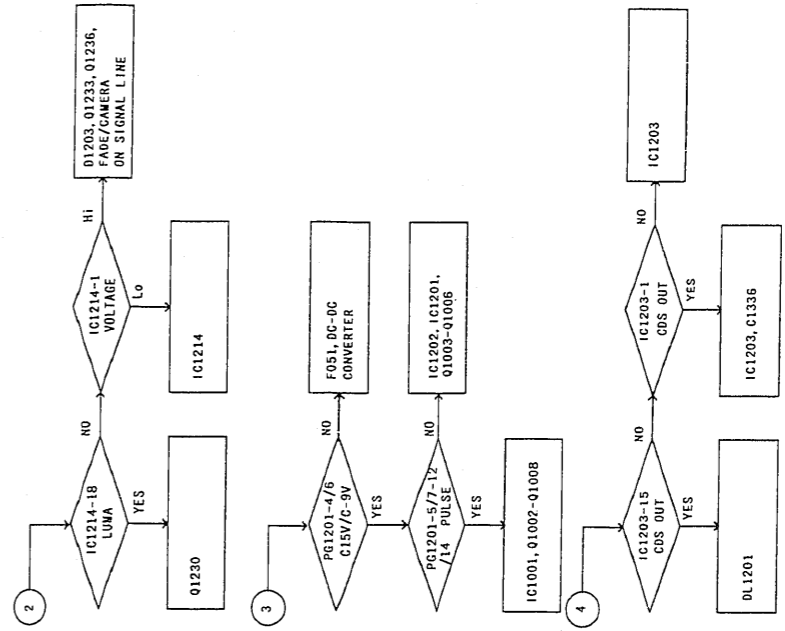 2
IC1214-18
LUMA
NO
YES
Q1230
IC1214-1
VOLTAGE
Hi
Lo
D1203, Q1233, Q1236,
FADE/CAMERA
ON SIGNAL LINE
IC1214
3
PG1201-4/6
C15V/C-9V
NO
F051, DC-DC
CONVERTER
YES
PG1201-5/7-12
/14 PULSE
NO
IC1202, IC1201,
Q1003-Q1006
YES
IC1001, Q1002-Q1008
4
IC1203-15
CDS OUT
NO
YES
DL1201
IC1203-1
CDS OUT
NO
IC1203
YES
IC1203, C1336